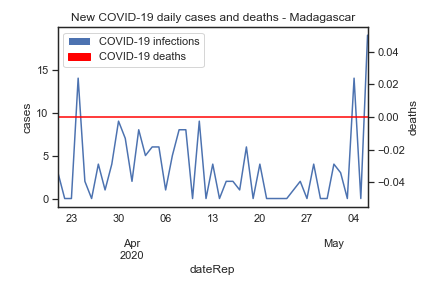 New COVID-19 daily cases and deaths - Madagascar
COVID-19 infections
COVID-19 deaths
cases
15
10
5
0
0.04
0.02
0.00
−0.02
−0.04
deaths
23 30 06 13 20 27 04
Apr May
2020
dateRep